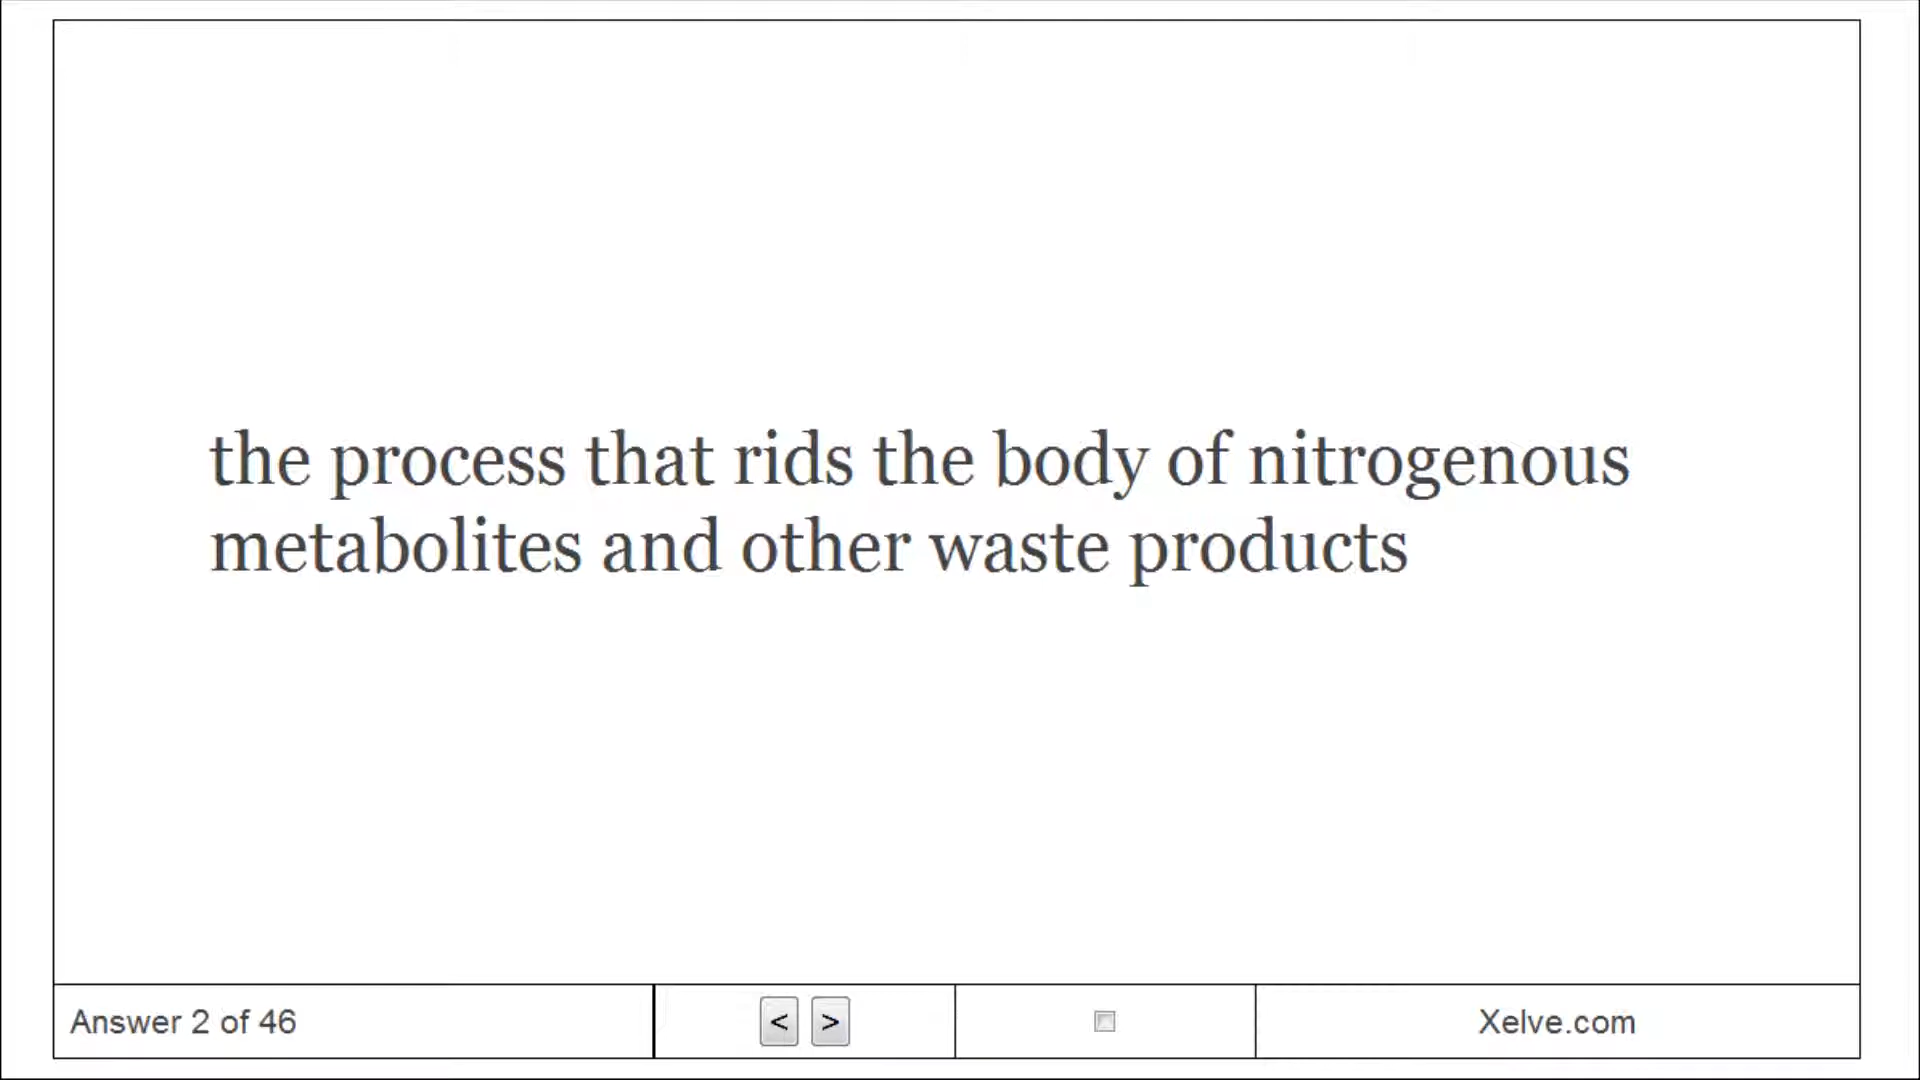 the process that rids the body of nitrogenous
metabolites and other waste products
Answer 2 of 46
< >
Xelve.com